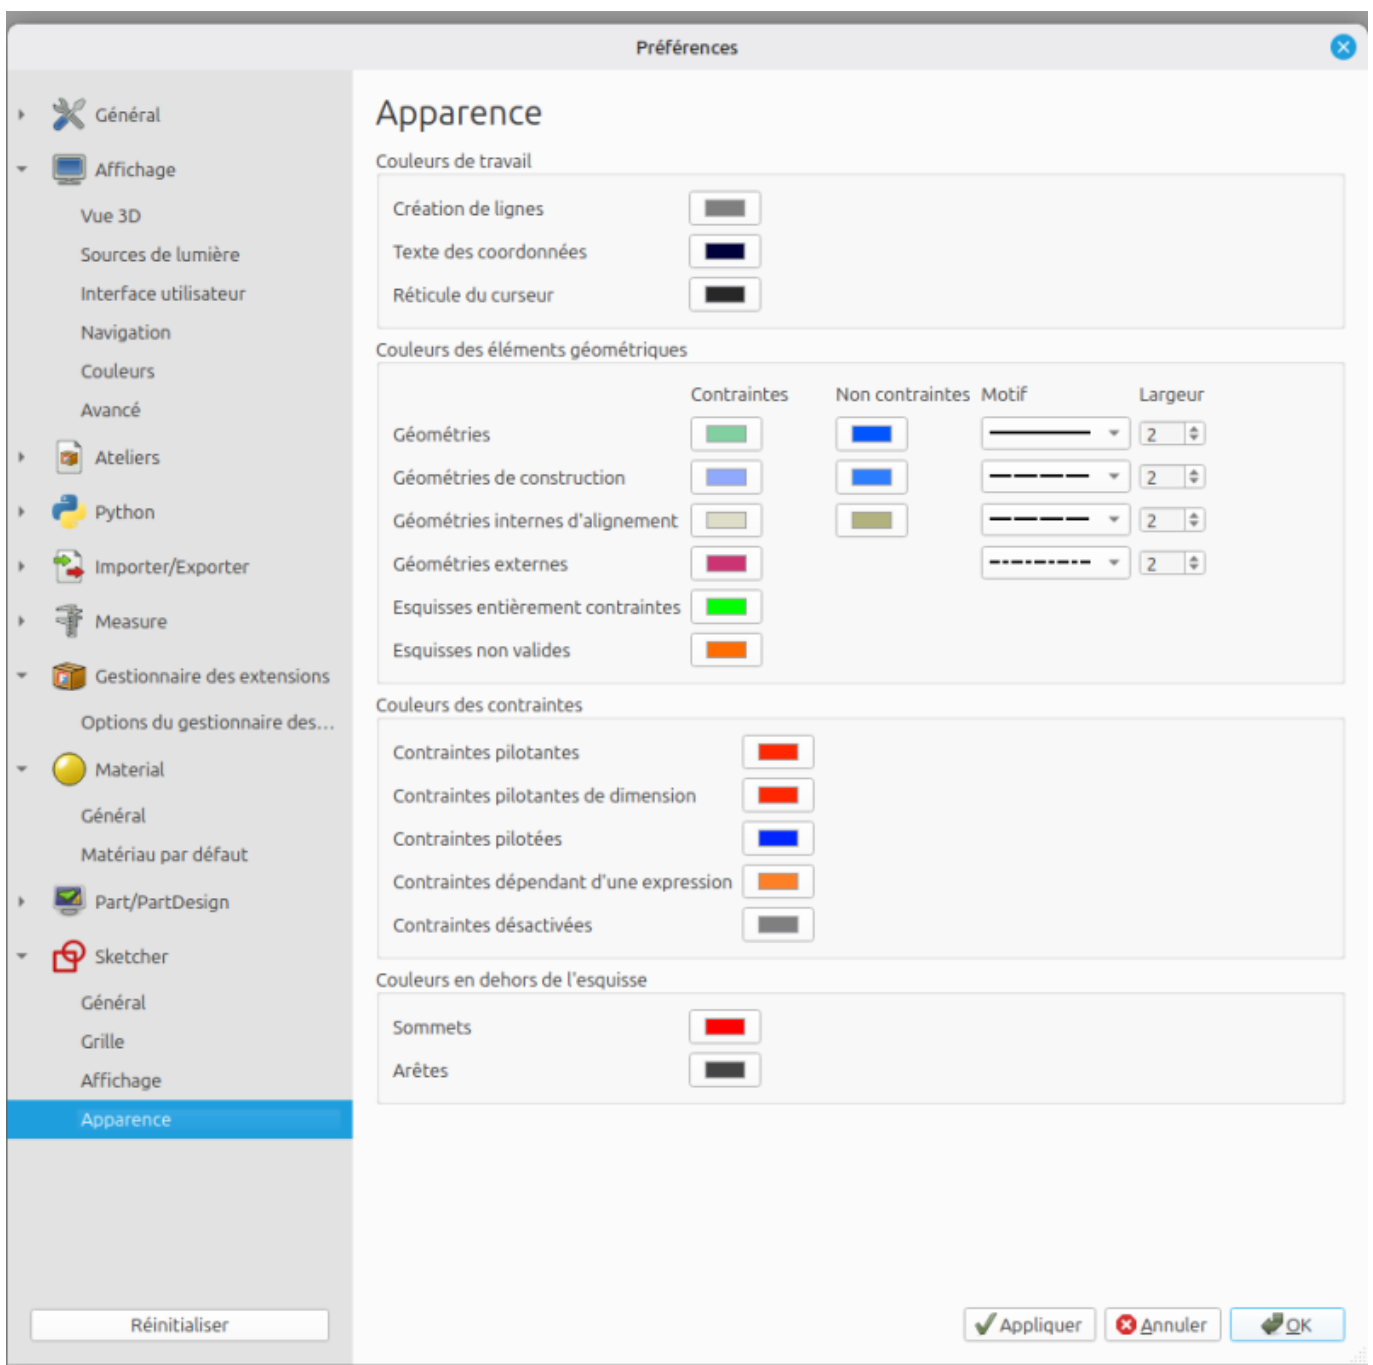 Préférences
Général
Affichage
Vue 3D
Sources de lumière
Interface utilisateur
Navigation
Couleurs
Avancé
Ateliers
Python
Importer/Exporter
Measure
Gestionnaire des extensions
Options du gestionnaire des...
Material
Général
Matériau par défaut
Part/PartDesign
Sketcher
Général
Grille
Affichage
Apparence
Réinitialiser
Apparence
Couleurs de travail
Création de lignes
Texte des coordonnées
Réticule du curseur
Couleurs des éléments géométriques
Contraintes Non contraintes Motif Largeur
Géométries 2
Géométries de construction 2
Géométries internes d'alignement 2
Géométries externes 2
Esquisses entièrement contraintes
Esquisses non valides
Couleurs des contraintes
Contraintes pilotantes
Contraintes pilotantes de dimension
Contraintes pilotées
Contraintes dépendant d'une expression
Contraintes désactivées
Couleurs en dehors de l'esquisse
Sommets
Arêtes
Appliquer Annuler OK